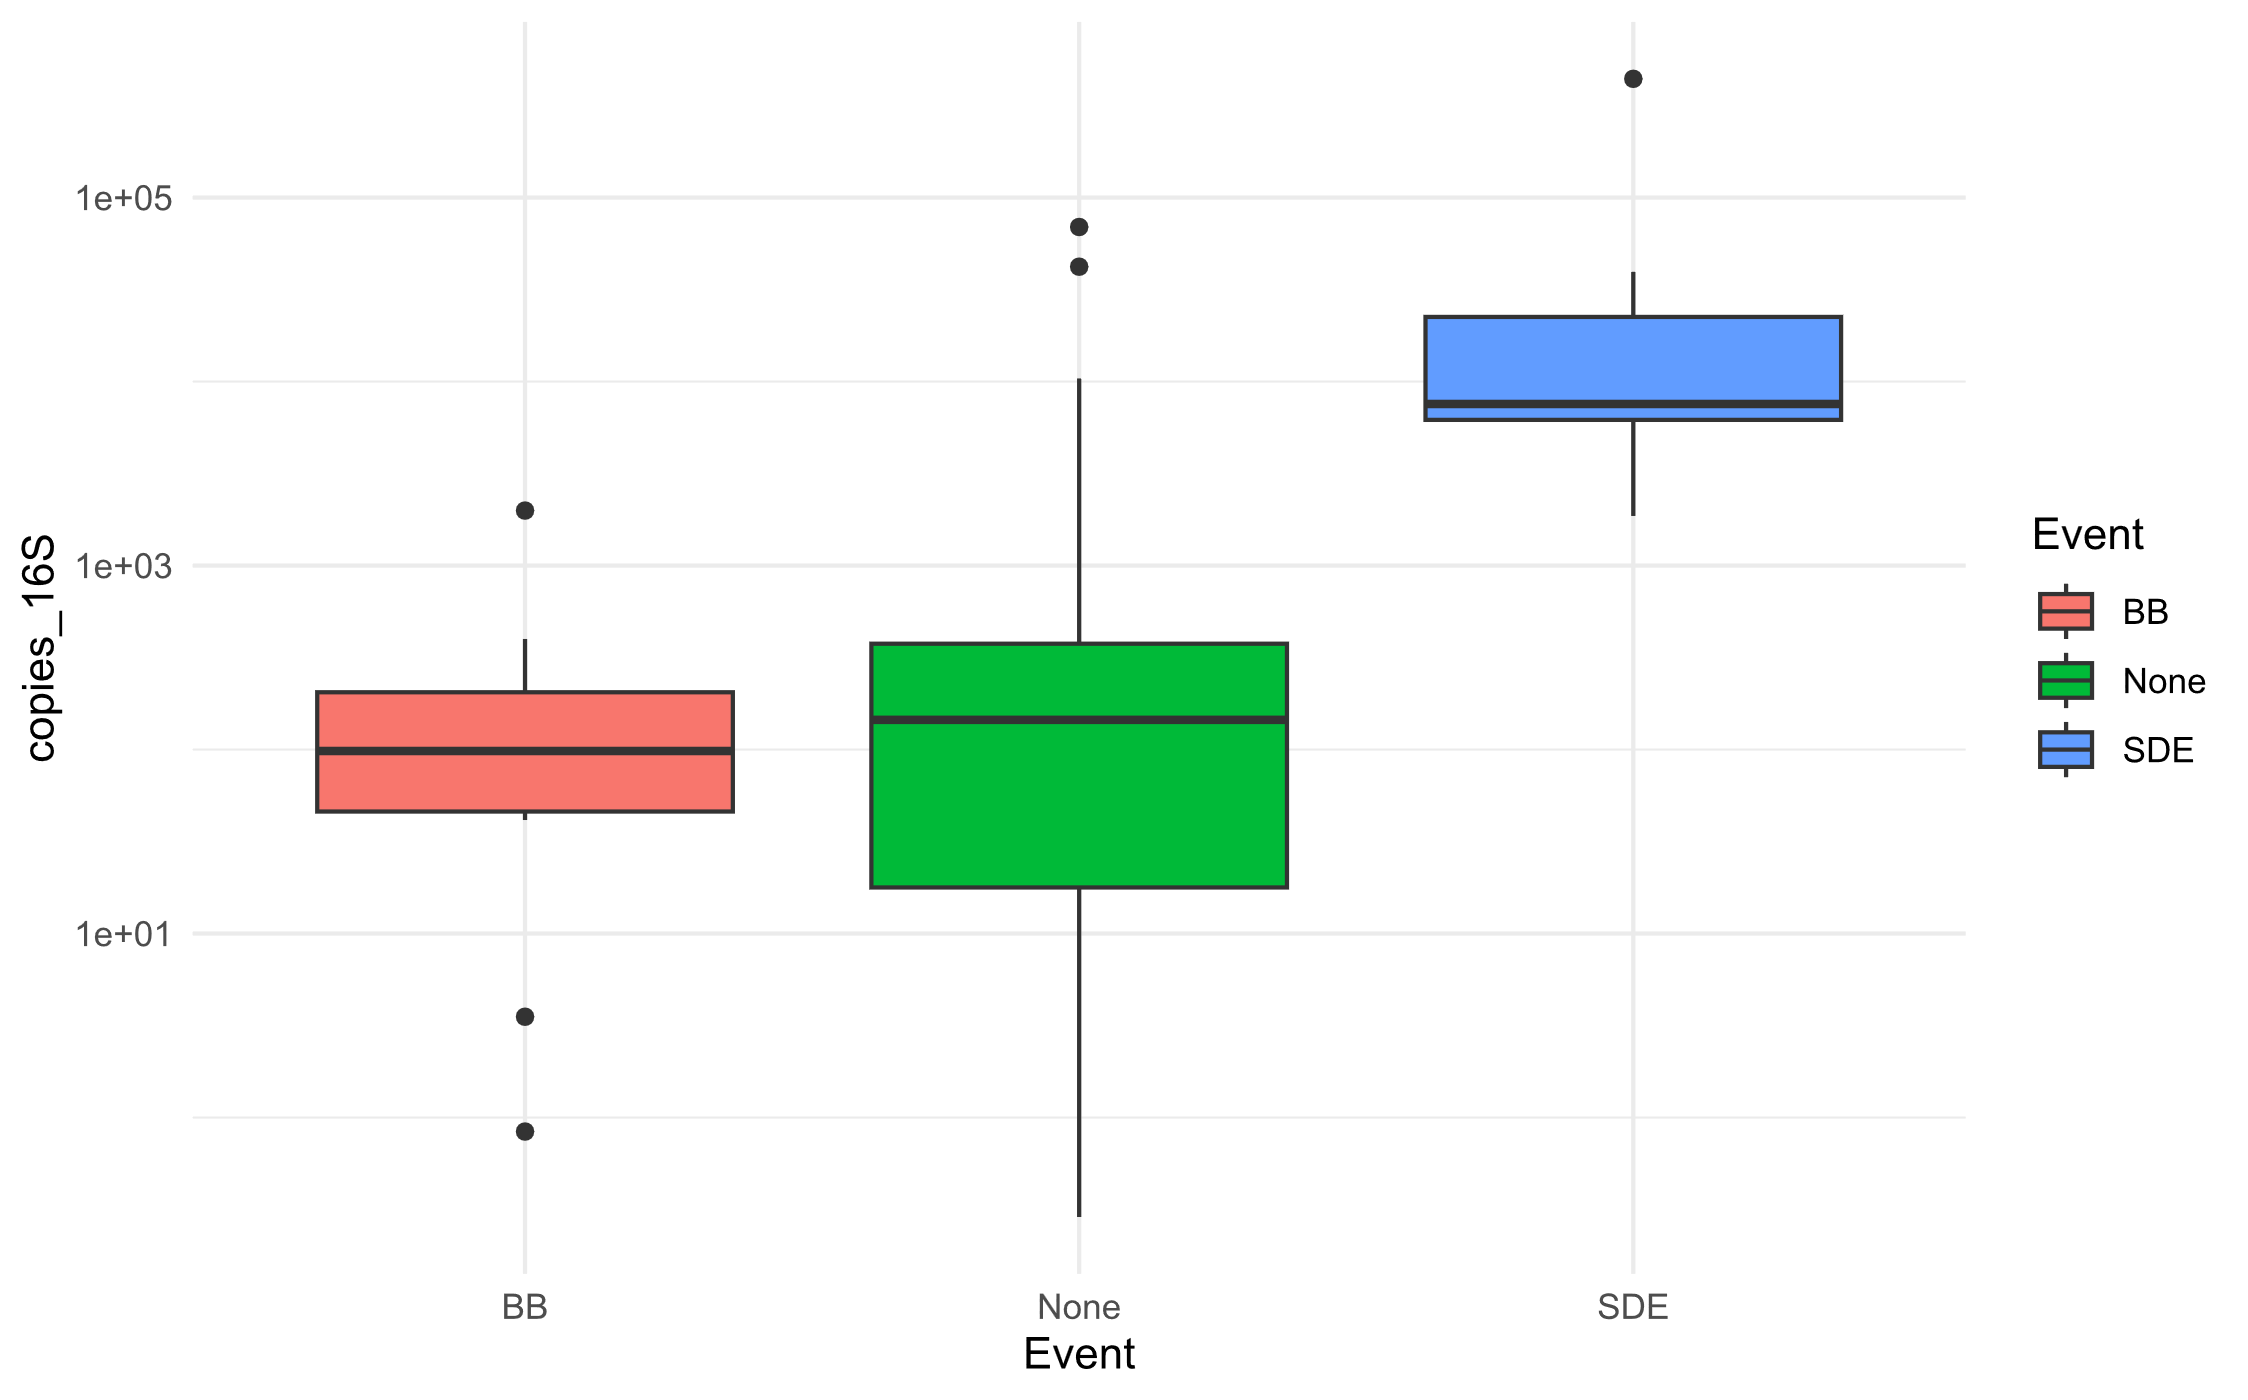 copies_16S
1e+05
1e+03
1e+01
BB
None
SDE
Event
Event
BB
None
SDE